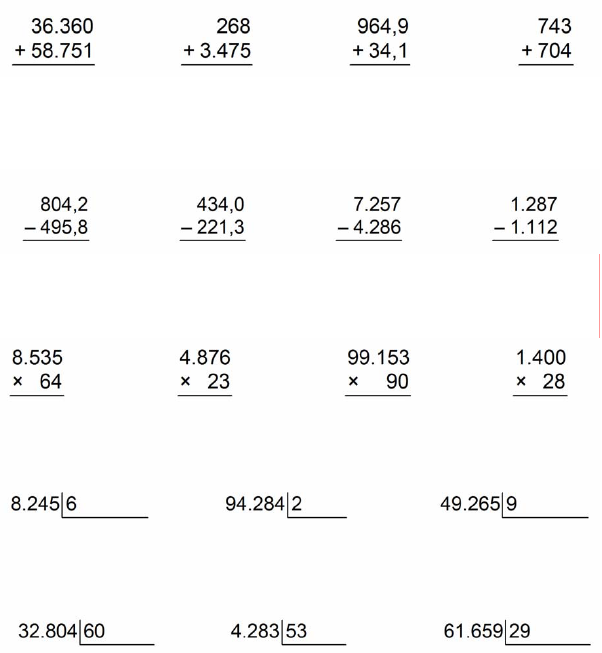 36.360 268 964,9 743
+ 58.751 + 3.475 + 34,1 + 704
804,2 434,0 7.257 1.287
– 495,8 – 221,3 – 4.286 – 1.112
8.535 4.876 99.153 1.400
× 64 × 23 × 90 × 28
8.245 6 94.284 2 49.265 9
32.804 60 4.283 53 61.659 29